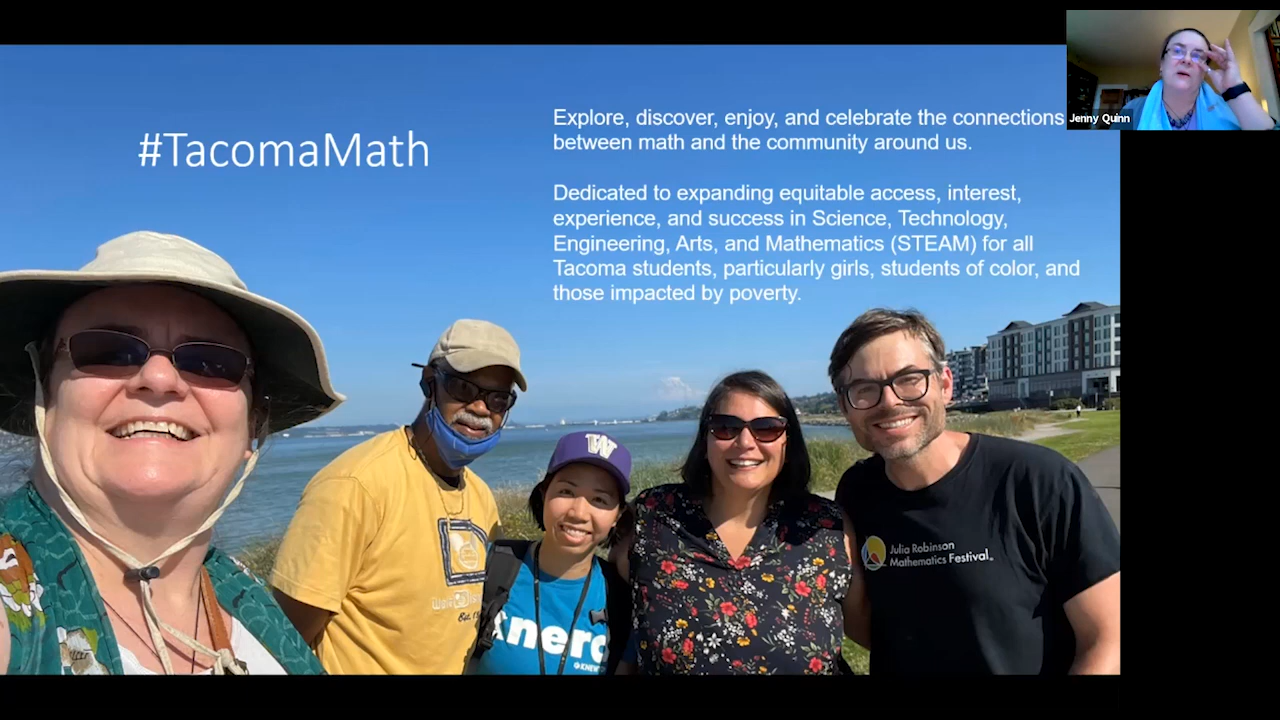 #TacomaMath
Explore, discover, enjoy, and celebrate the connections
between math and the community around us.
Dedicated to expanding equitable access, interest,
experience, and success in Science, Technology,
Engineering, Arts, and Mathematics (STEAM) for all
Tacoma students, particularly girls, students of color, and
those impacted by poverty.
Jenny Quinn
W
Julia Robinson
Mathematics Festival